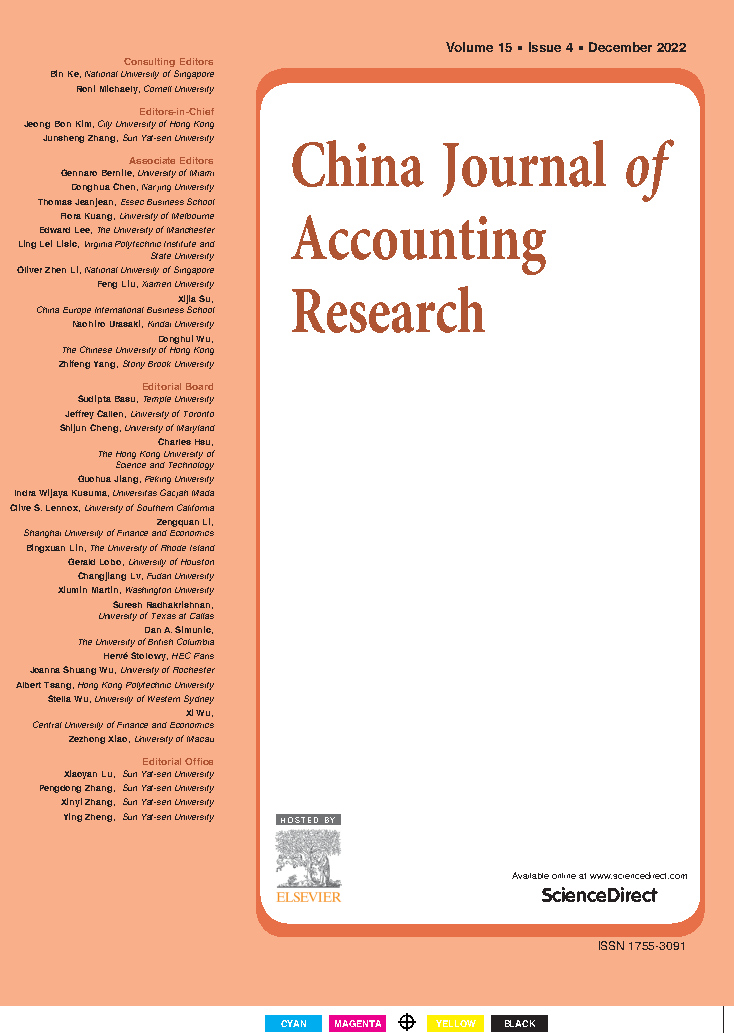 Volume 15 ▪ Issue 4 ▪ December 2022
Consulting Editors
Bin Ke, National University of Singapore
Roni Michaely, Cornell University
Editors-in-Chief
Jeong Bon Kim, City University of Hong Kong
Junsheng Zhang, Sun Yat-sen University
Associate Editors
Gennaro Bernile, University of Miami
Donghua Chen, Nanjing University
Thomas Jeanjean, Essec Business School
Flora Kuang, University of Melbourne
Edward Lee, The University of Manchester
Ling Lei Lisic, Virginia Polytechnic Institute and
State University
Oliver Zhen Li, National University of Singapore
Feng Liu, Xiamen University
Xijia Su,
China Europe International Business School
Naohiro Urasaki, Kindai University
Donghui Wu,
The Chinese University of Hong Kong
Zhifeng Yang, Stony Brook University
Editorial Board
Sudipta Basu, Temple University
Jeffrey Callen, University of Toronto
Shijun Cheng, University of Maryland
Charles Hsu,
The Hong Kong University of
Science and Technology
Guohua Jiang, Peking University
Indra Wijaya Kusuma, Universitas Gadjah Mada
Clive S. Lennox, University of Southern California
Zengquan Li,
Shanghai University of Finance and Economics
Bingxuan Lin, The University of Rhode Island
Gerald Lobo, University of Houston
Changjiang Lv, Fudan University
Xiumin Martin, Washington University
Suresh Radhakrishnan,
University of Texas at Dallas
Dan A. Simunic,
The University of British Columbia
Hervé Stolowy, HEC Paris
Joanna Shuang Wu, University of Rochester
Albert Tsang, Hong Kong Polytechnic University
Stella Wu, University of Western Sydney
Xi Wu,
Central University of Finance and Economics
Zezhong Xiao, University of Macau
Editorial Office
Xiaoyan Lu, Sun Yat-sen University
Pengdong Zhang, Sun Yat-sen University
Xinyi Zhang, Sun Yat-sen University
Ying Zheng, Sun Yat-sen University
China Journal of
Accounting
Research
HOSTED BY
ELSEVIER
Available online at www.sciencedirect.com
ScienceDirect
ISSN 1755-3091
CYAN MAGENTA YELLOW BLACK